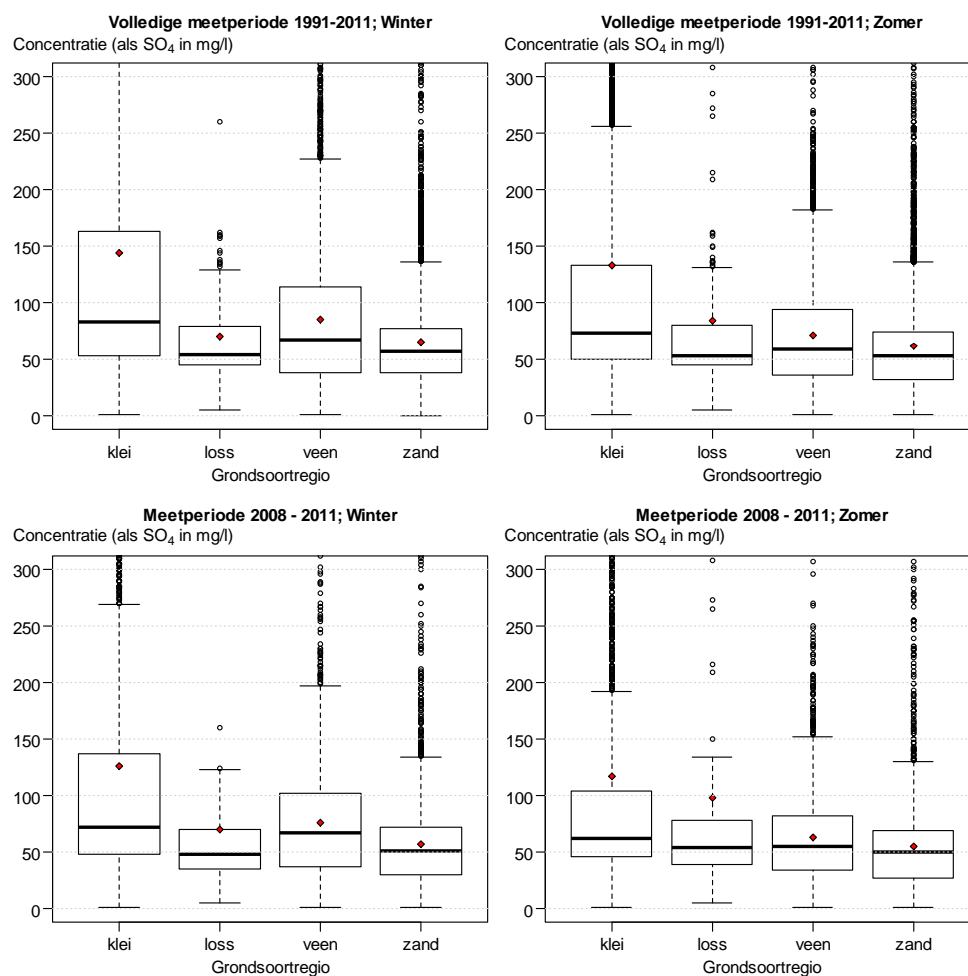 Volledige meetperiode 1991-2011; Winter
Concentratie (als SO₄ in mg/l)
300
250
200
150
100
50
0
klei loss veen zand
Grondsoortregio
Volledige meetperiode 1991-2011; Zomer
Concentratie (als SO₄ in mg/l)
300
250
200
150
100
50
0
klei loss veen zand
Grondsoortregio
Meetperiode 2008 - 2011; Winter
Concentratie (als SO₄ in mg/l)
300
250
200
150
100
50
0
klei loss veen zand
Grondsoortregio
Meetperiode 2008 - 2011; Zomer
Concentratie (als SO₄ in mg/l)
300
250
200
150
100
50
0
klei loss veen zand
Grondsoortregio